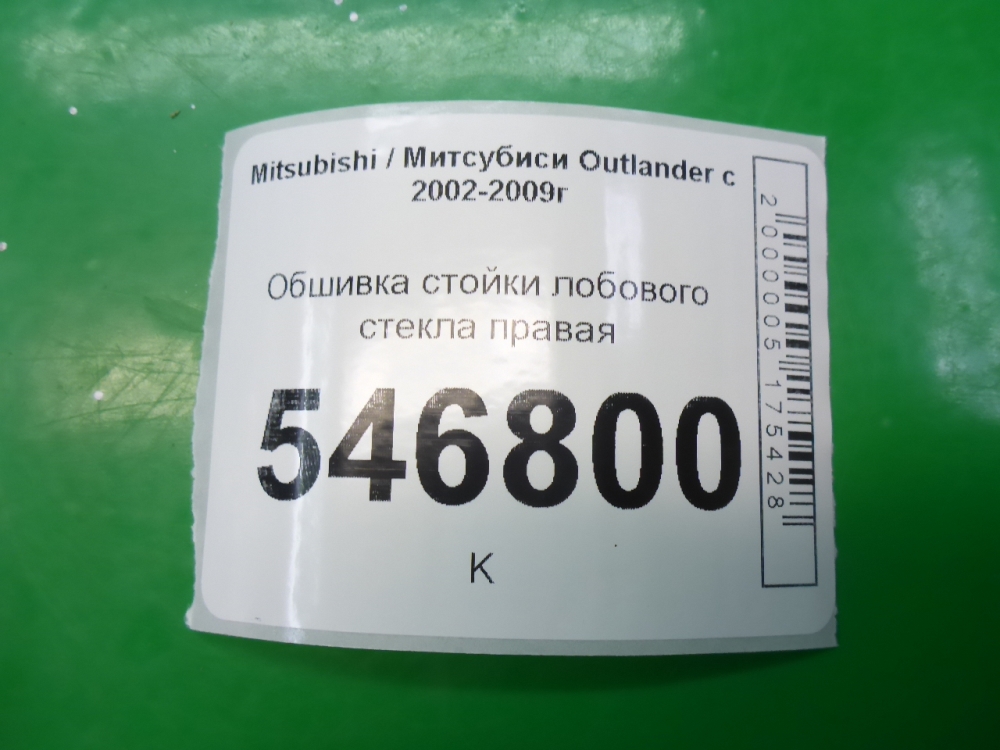 Mitsubishi / Митсубиси Outlander с
2002-2009г
Обшивка стойки лобового
стекла правая
546800
К
2000005175428